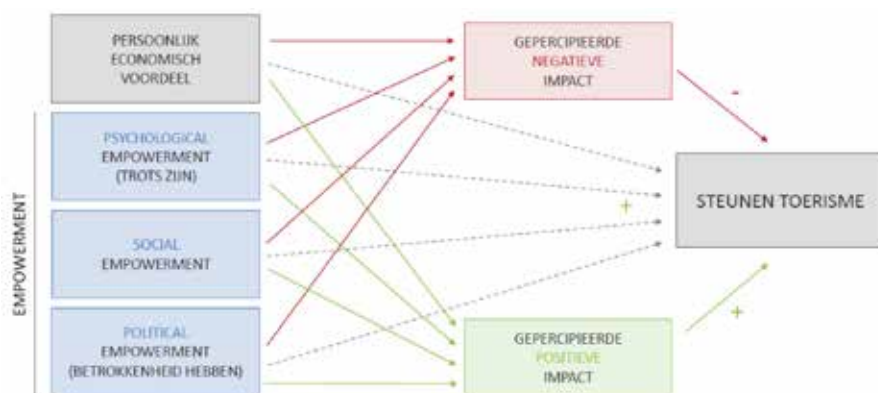 PERSOONLIJK
ECONOMISCH
VOORDEEL
EMPOWERMENT
PSYCHOLOGICAL
EMPOWERMENT
(TROTS ZIJN)
SOCIAL
EMPOWERMENT
POLITICAL
EMPOWERMENT
(BETROKKENHEID HEBBEN)
GEPERCIPIEERDE
NEGATIEVE
IMPACT
-
+
STEUNEN TOERISME
+
GEPERCIPIEERDE
POSITIEVE
IMPACT